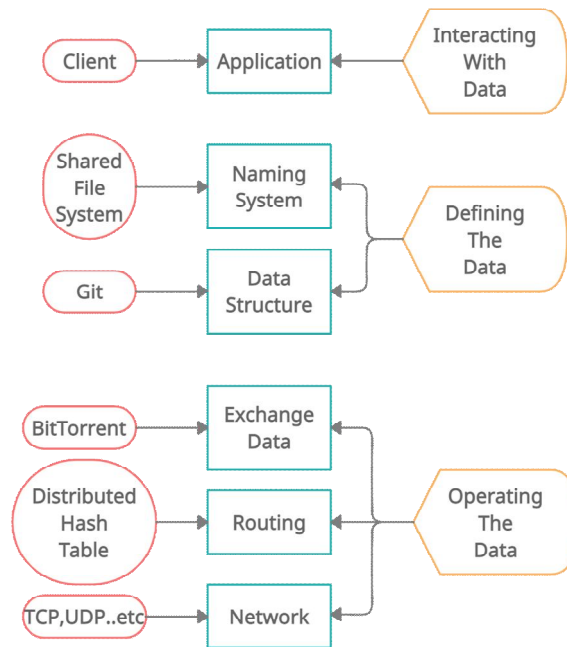 Client
Application
Interacting
With
Data
Shared
File
System
Naming
System
Defining
The
Data
Git
Data
Structure
BitTorrent
Exchange
Data
Distributed
Hash
Table
Routing
Operating
The
Data
TCP,UDP..etc
Network